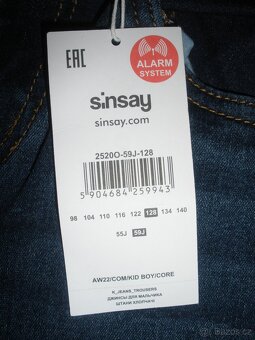 EAC
ALARM
SYSTEM
sinsay
sinsay.com
2520O-59J-128
5 904684 259943
98 104 110 116 122 128 134 140
55J 59J
AW22/COM/KID BOY/CORE
K_JEANS_TROUSERS
ДЖИНСЫ ДЛЯ МАЛЬЧИКА
ШТАНИ ХЛОПЧАЧІ